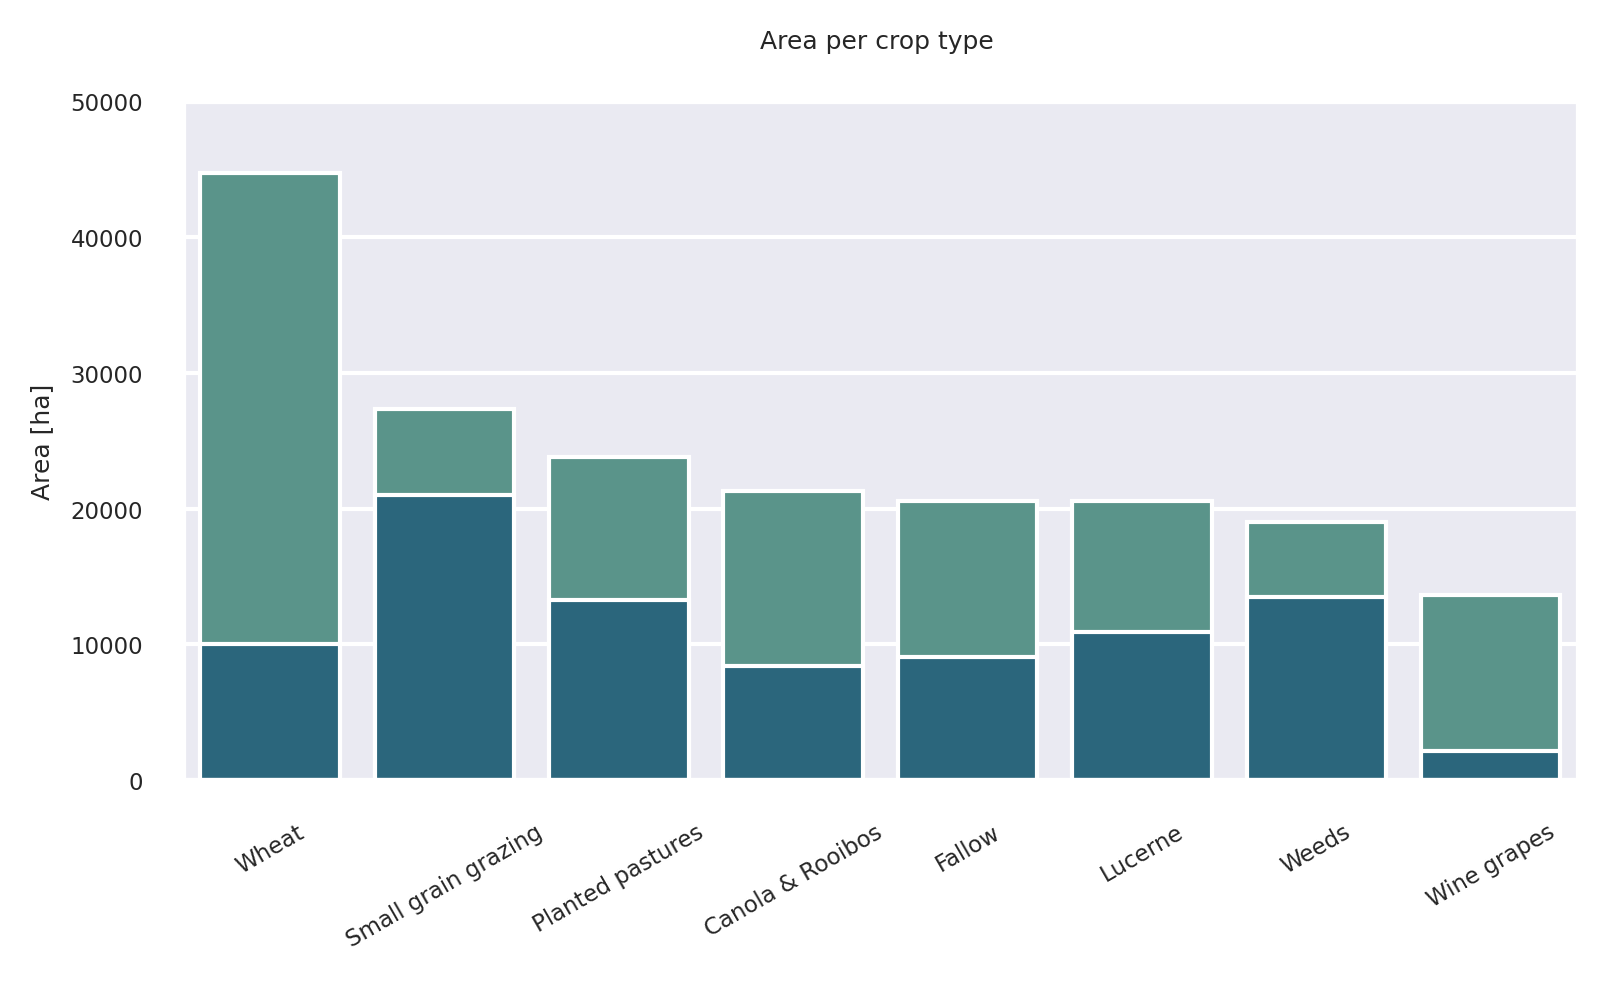 Area per crop type
50000
40000
30000
20000
10000
0
Area [ha]
Wheat
Small grain grazing
Planted pastures
Canola & Rooibos
Fallow
Lucerne
Weeds
Wine grapes